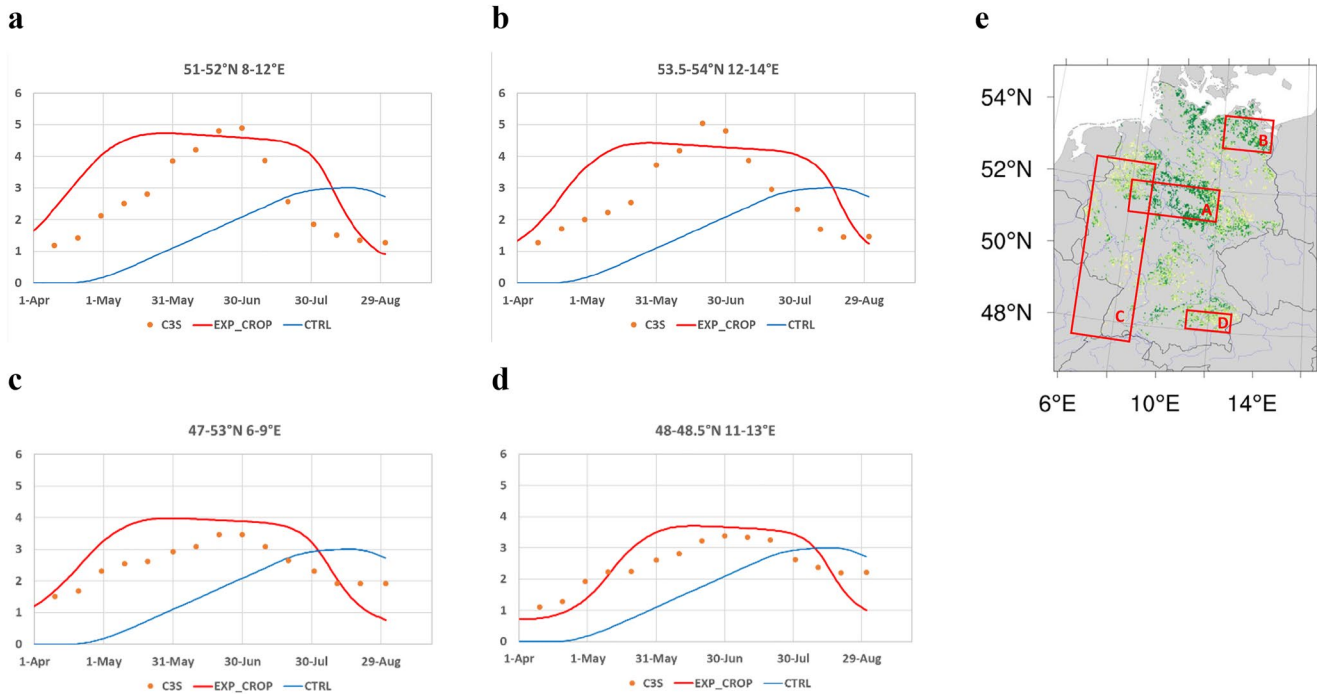 a
51-52°N 8-12°E
6
5
4
3
2
1
0
1-Apr 1-May 31-May 30-Jun 30-Jul 29-Aug
C3S EXP_CROP CTRL
b
53.5-54°N 12-14°E
6
5
4
3
2
1
0
1-Apr 1-May 31-May 30-Jun 30-Jul 29-Aug
C3S EXP_CROP CTRL
e
54°N
52°N
50°N
48°N
B
A
C
D
6°E 10°E 14°E
c
47-53°N 6-9°E
6
5
4
3
2
1
0
1-Apr 1-May 31-May 30-Jun 30-Jul 29-Aug
C3S EXP_CROP CTRL
d
48-48.5°N 11-13°E
6
5
4
3
2
1
0
1-Apr 1-May 31-May 30-Jun 30-Jul 29-Aug
C3S EXP_CROP CTRL